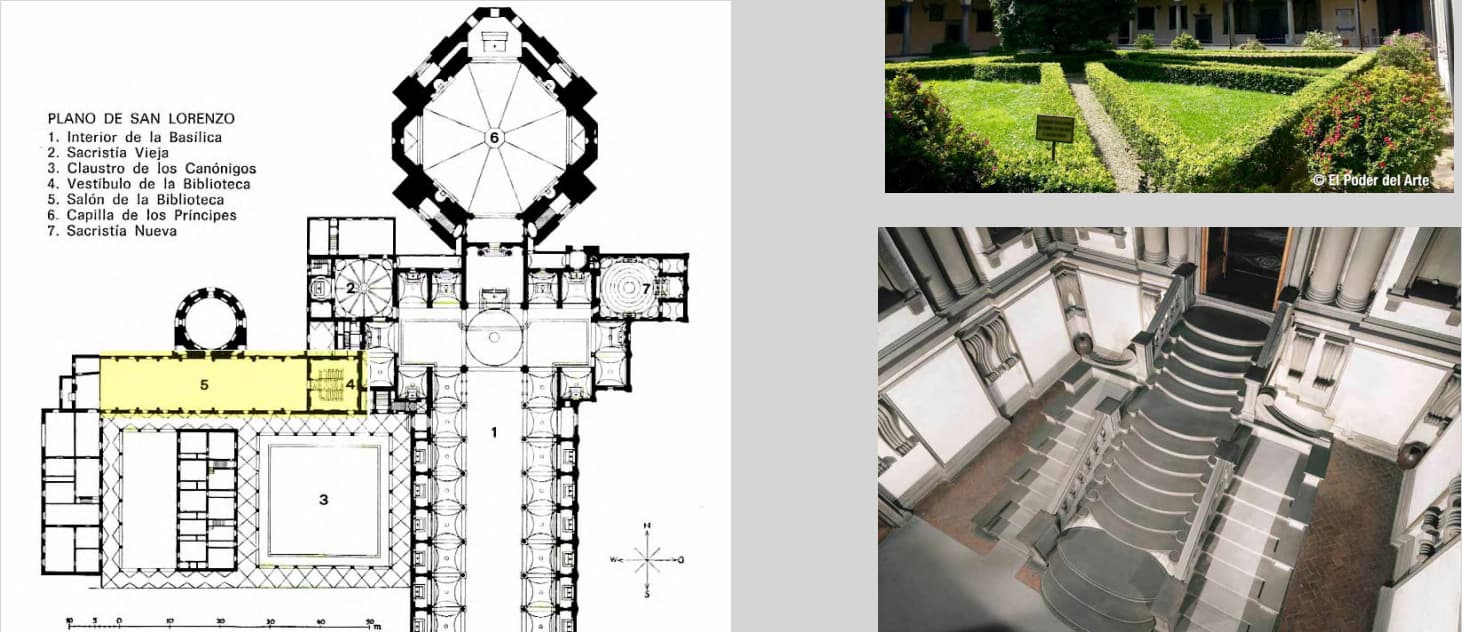 PLANO DE SAN LORENZO
1. Interior de la Basílica
2. Sacristía Vieja
3. Claustro de los Canónigos
4. Vestíbulo de la Biblioteca
5. Salón de la Biblioteca
6. Capilla de los Príncipes
7. Sacristía Nueva
6
2
7
5
4
1
3
N
W O
S
10 5 0 10 20 30 40 50 m
© El Poder del Arte